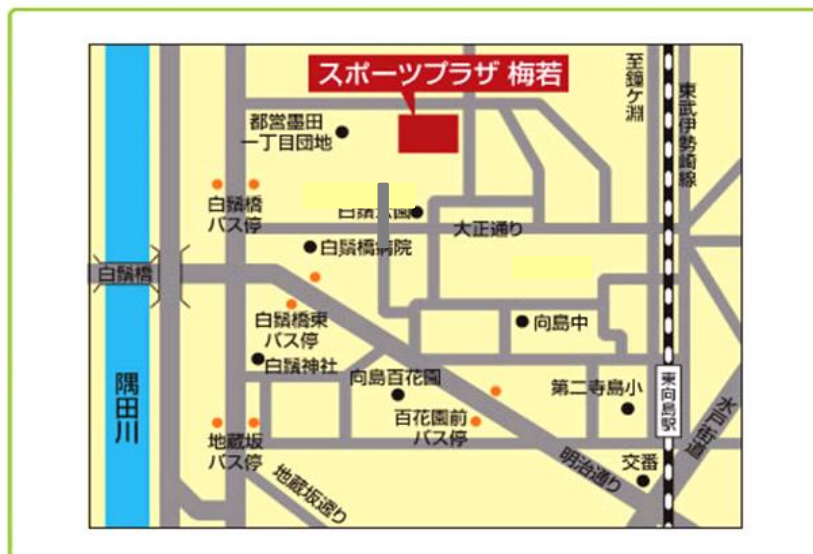 スポーツプラザ 梅若
至鐘ケ淵
東武伊勢崎線
都営墨田
一丁目団地
白鬚橋
バス停
大正通り
白鬚橋病院
白鬚橋
白鬚橋東
バス停
向島中
白鬚神社
向島百花園
第二寺島小
東向島駅
隅田川
百花園前
バス停
水戸街道
地蔵坂
バス停
明治通り
交番
地蔵坂通り